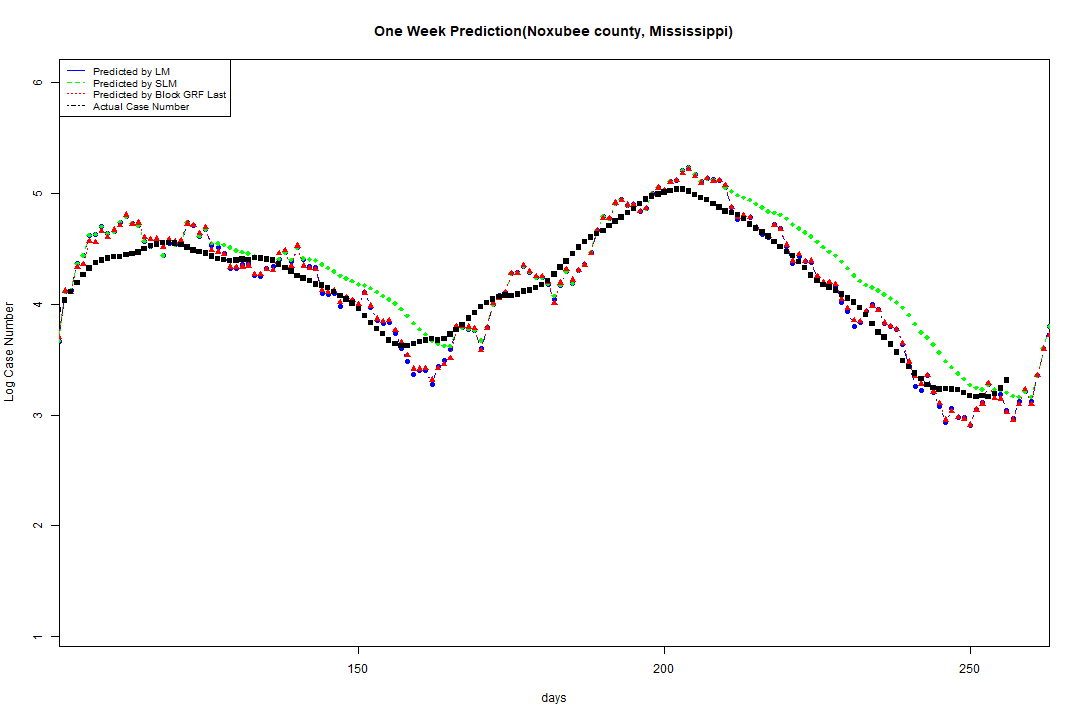 One Week Prediction(Noxubee county, Mississippi)
Predicted by LM
Predicted by SLM
Predicted by Block GRF Last
Actual Case Number
6
5
4
3
2
1
Log Case Number
150 200 250
days